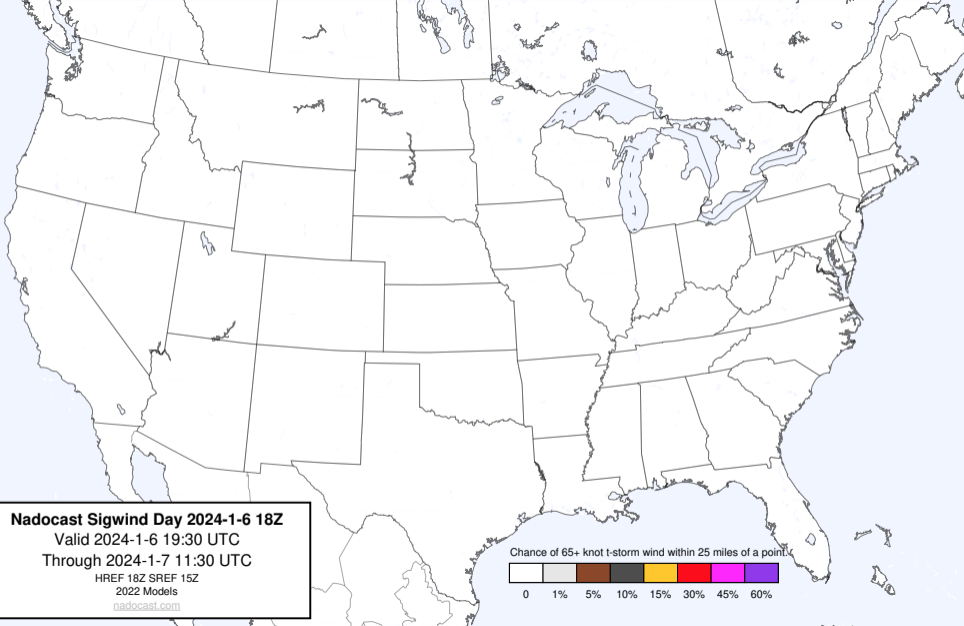 Nadocast Sigwind Day 2024-1-6 18Z
Valid 2024-1-6 19:30 UTC
Through 2024-1-7 11:30 UTC
HREF 18Z SREF 15Z
2022 Models
nadocast.com
Chance of 65+ knot t-storm wind within 25 miles of a point.
0 1% 5% 10% 15% 30% 45% 60%